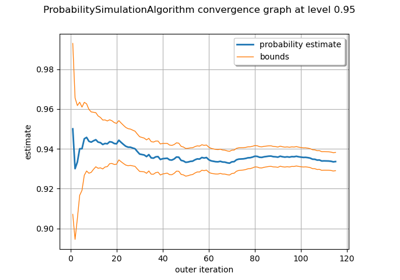 ProbabilitySimulationAlgorithm convergence graph at level 0.95
probability estimate
bounds
0.98
0.96
0.94
0.92
0.90
estimate
0 20 40 60 80 100 120
outer iteration